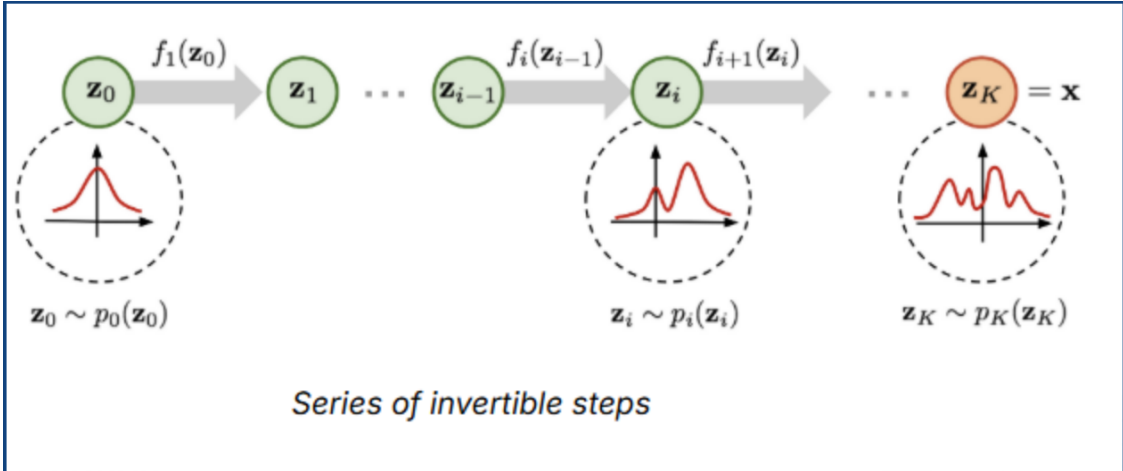 f₁(z₀) fᵢ(zᵢ₋₁) fᵢ₊₁(zᵢ)
z₀ z₁ ... zᵢ₋₁ zᵢ ... z_K = x
z₀ ∼ p₀(z₀) zᵢ ∼ pᵢ(zᵢ) z_K ∼ p_K(z_K)
Series of invertible steps